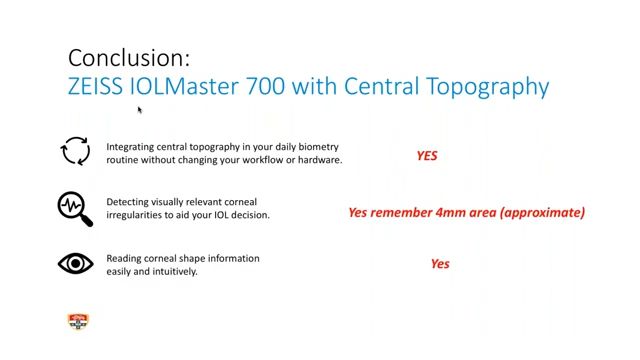 Conclusion:
ZEISS IOLMaster 700 with Central Topography
Integrating central topography in your daily biometry
routine without changing your workflow or hardware.
YES
Detecting visually relevant corneal
irregularities to aid your IOL decision.
Yes remember 4mm area (approximate)
Reading corneal shape information
easily and intuitively.
Yes